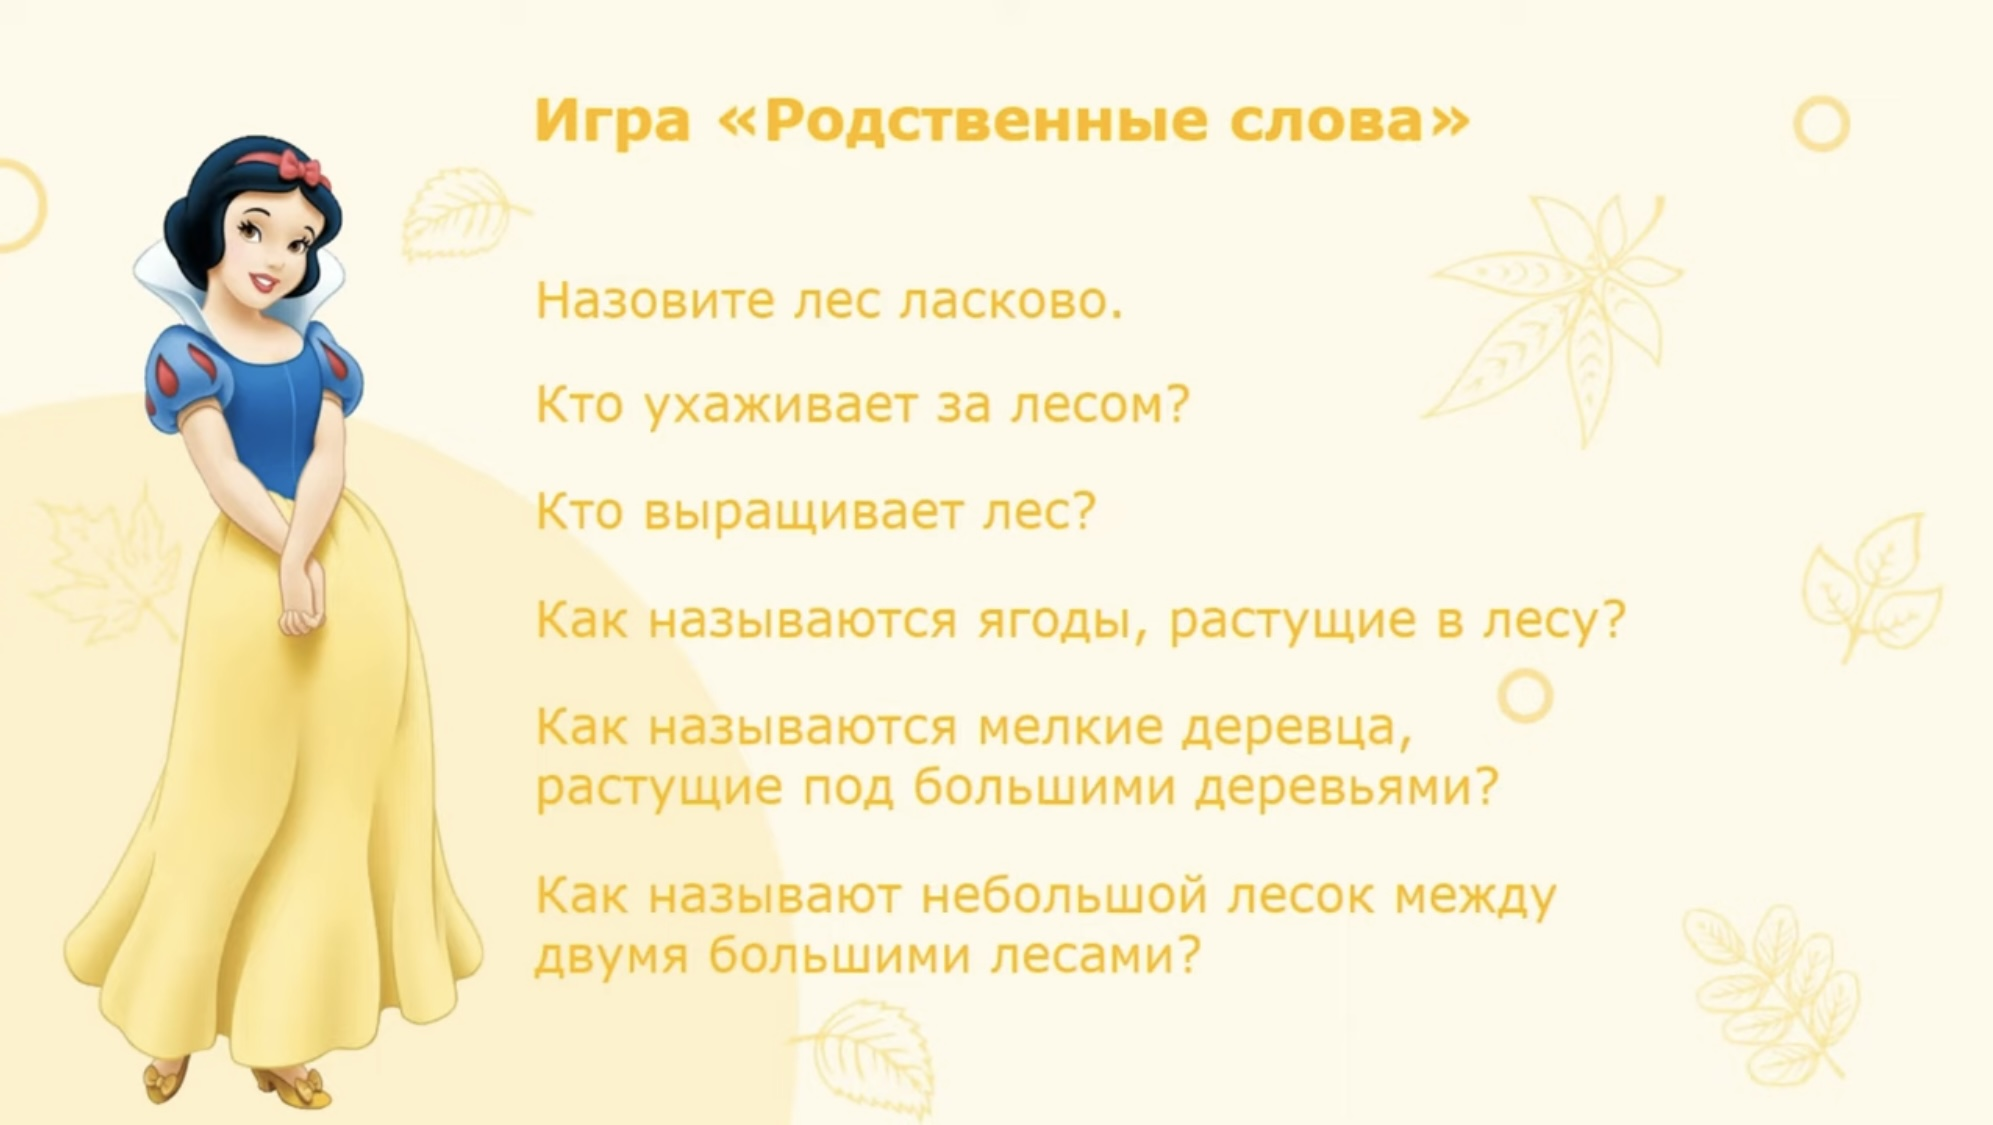 Игра «Родственные слова»
Назовите лес ласково.
Кто ухаживает за лесом?
Кто выращивает лес?
Как называются ягоды, растущие в лесу?
Как называются мелкие деревца,
растущие под большими деревьями?
Как называют небольшой лесок между
двумя большими лесами?